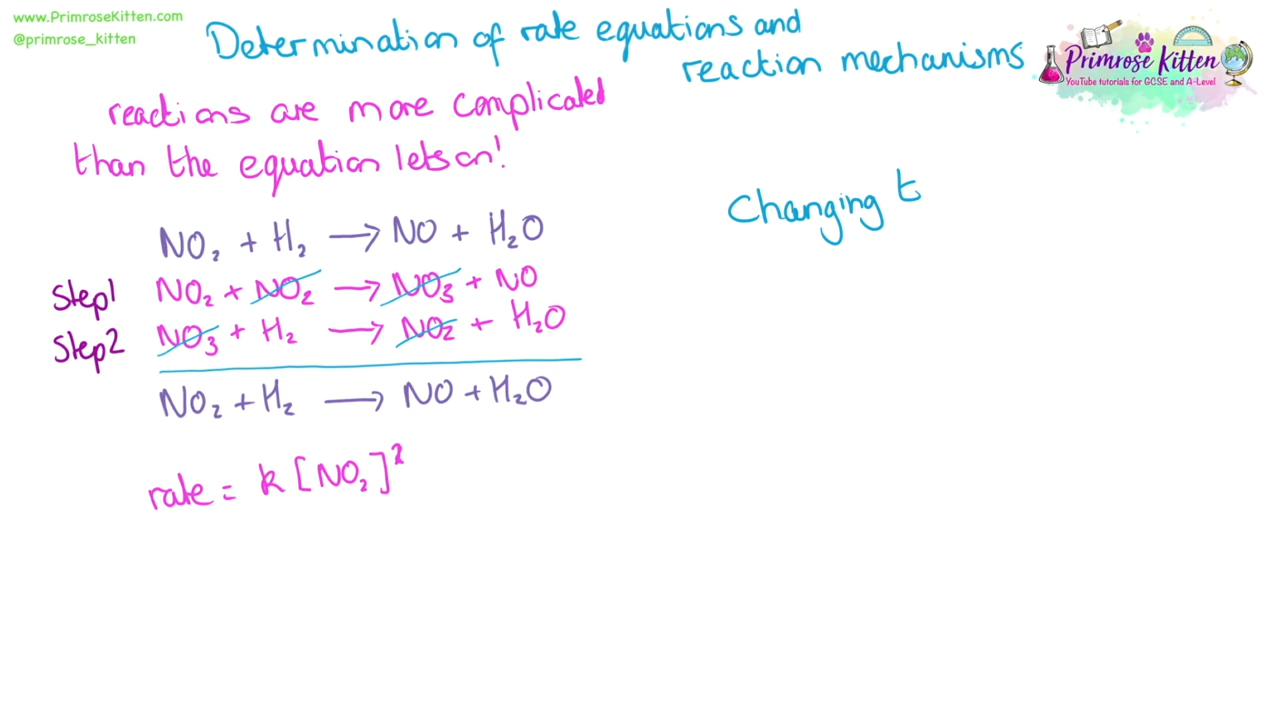 www.PrimroseKitten.com
@primrose_kitten
Determination of rate equations and
reaction mechanisms
Primrose Kitten
YouTube tutorials for GCSE and A-Level
reactions are more complicated
than the equation lets on!
NO₂ + H₂ → NO + H₂O
Step1 NO₂ + NO₂ → NO₃ + NO
Step2 NO₃ + H₂ → NO₂ + H₂O
NO₂ + H₂ → NO + H₂O
rate = k [NO₂]²
Changing t